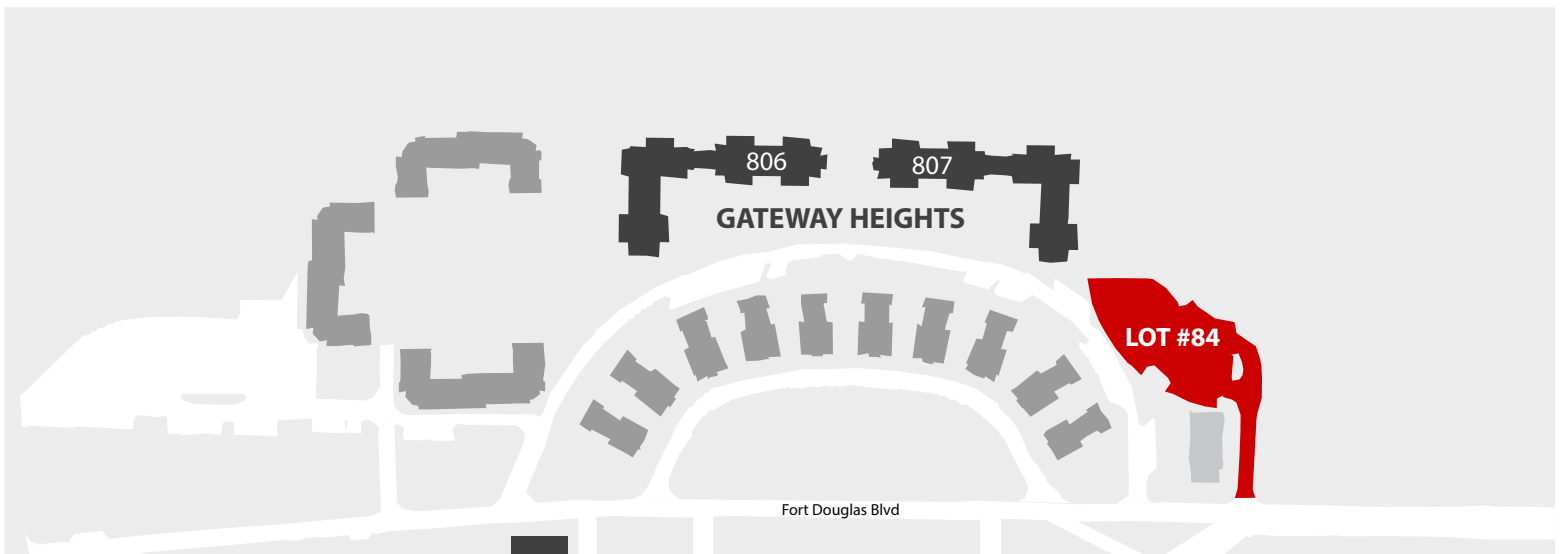 806
807
GATEWAY HEIGHTS
LOT #84
Fort Douglas Blvd